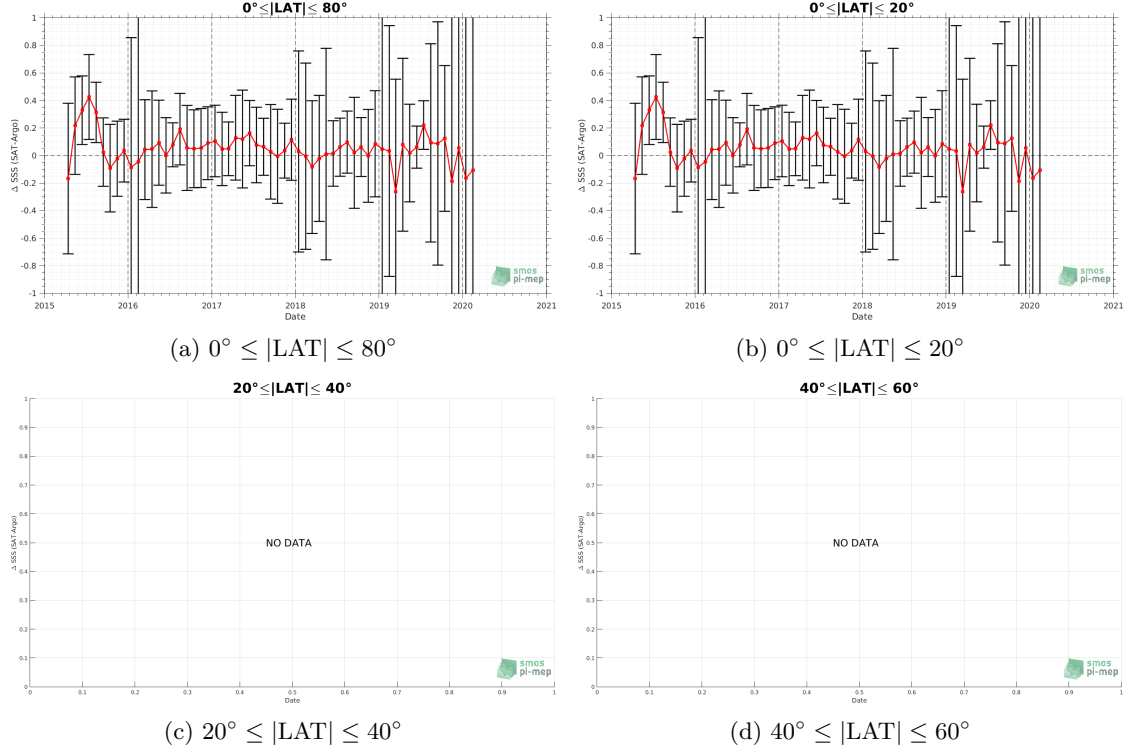 0°≤|LAT|≤ 80°
1
0.8
0.6
0.4
0.2
0
-0.2
-0.4
-0.6
-0.8
-1
Δ SSS (SAT-Argo)
2015 2016 2017 2018 2019 2020 2021
Date
smos
pi-mep
(a) 0° ≤ |LAT| ≤ 80°
0°≤|LAT|≤ 20°
1
0.8
0.6
0.4
0.2
0
-0.2
-0.4
-0.6
-0.8
-1
Δ SSS (SAT-Argo)
2015 2016 2017 2018 2019 2020 2021
Date
smos
pi-mep
(b) 0° ≤ |LAT| ≤ 20°
20°≤|LAT|≤ 40°
1
0.9
0.8
0.7
0.6
0.5
0.4
0.3
0.2
0.1
0
Δ SSS (SAT-Argo)
NO DATA
0 0.1 0.2 0.3 0.4 0.5 0.6 0.7 0.8 0.9 1
Date
smos
pi-mep
(c) 20° ≤ |LAT| ≤ 40°
40°≤|LAT|≤ 60°
1
0.9
0.8
0.7
0.6
0.5
0.4
0.3
0.2
0.1
0
Δ SSS (SAT-Argo)
NO DATA
0 0.1 0.2 0.3 0.4 0.5 0.6 0.7 0.8 0.9 1
Date
smos
pi-mep
(d) 40° ≤ |LAT| ≤ 60°